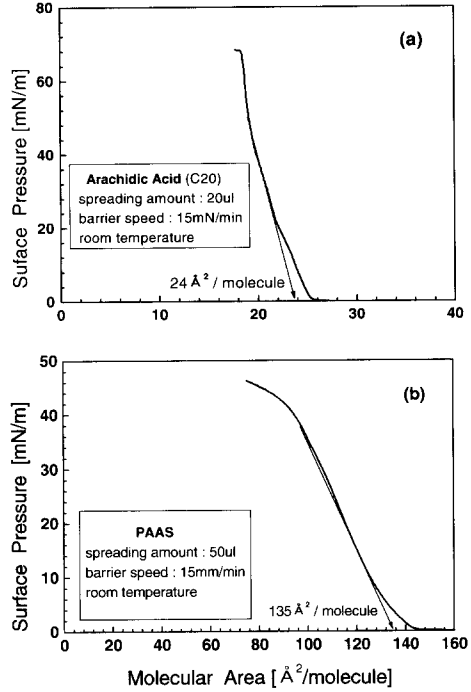 (a)
Suface Pressure [mN/m]
80
60
40
20
0
Arachidic Acid (C20)
spreading amount : 20ul
barrier speed : 15mN/min
room temperature
24 Å² / molecule
0 20 30 40
(b)
Surface Pressure [mN/m]
50
40
30
20
10
0
PAAS
spreading amount : 50ul
barrier speed : 15mm/min
room temperature
135 Å² / molecule
0 20 40 60 80 100 120 140 160
Molecular Area [Å²/molecule]